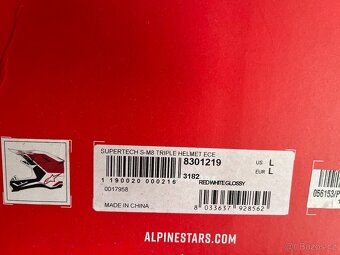 SUPERTECH S-M8 TRIPLE HELMET ECE
8301219
US L
EUR L
3182
1 190020 000216
RED WHITE GLOSSY
0017958
8 033637 928562
MADE IN CHINA
056153/P
ALPINESTARS.COM